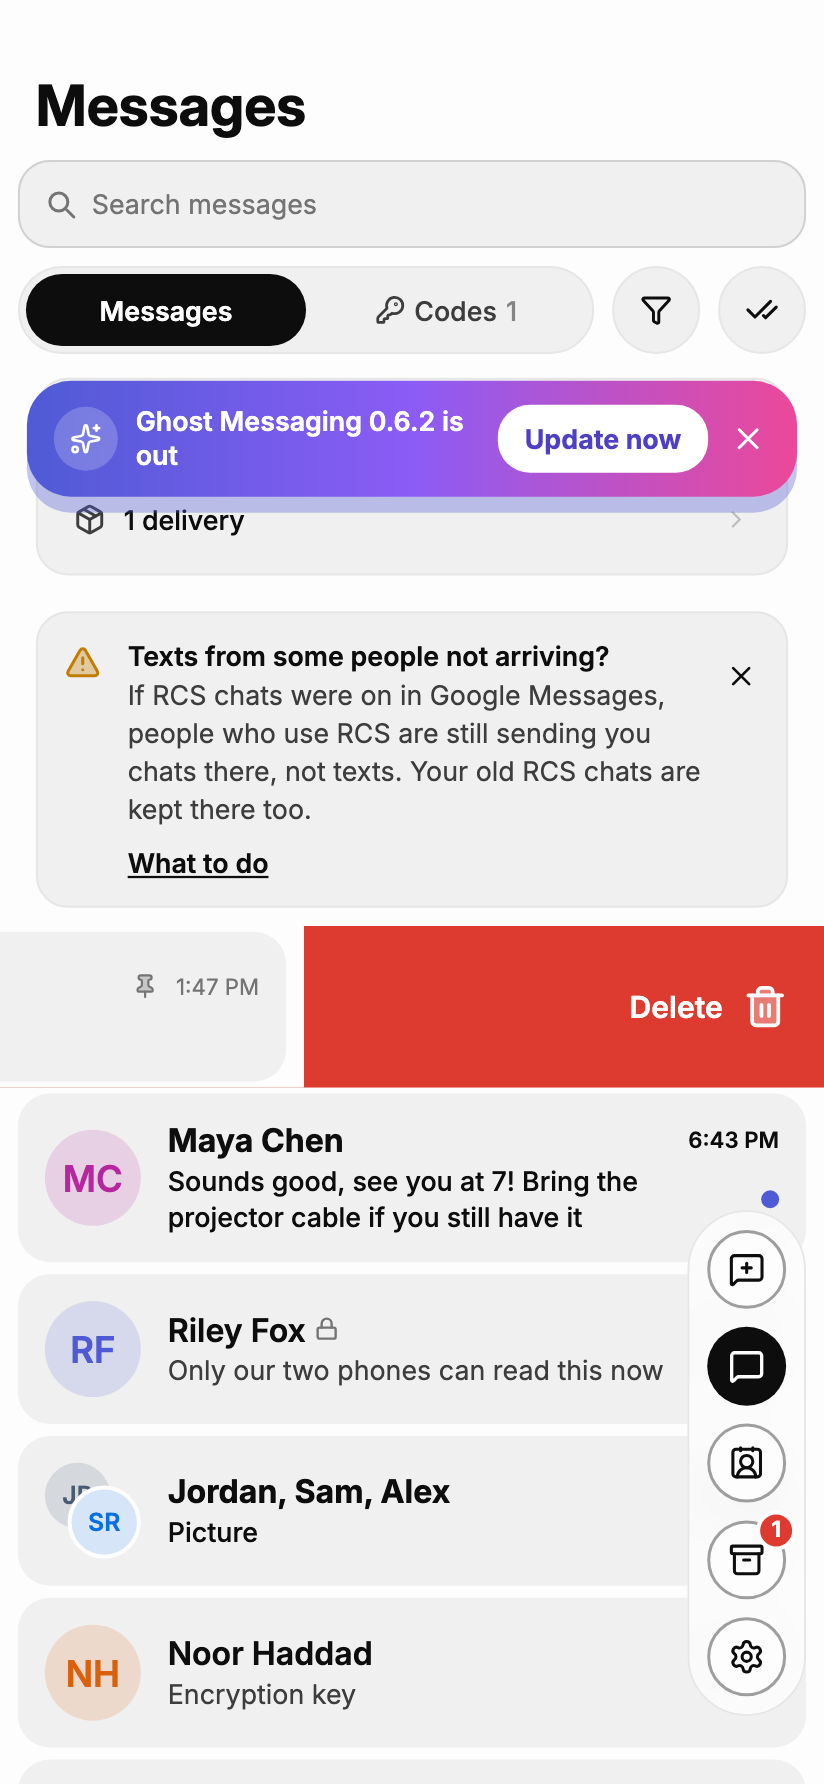 Messages
Search messages
Messages
Codes 1
Ghost Messaging 0.6.2 is
out
Update now
1 delivery
Texts from some people not arriving?
If RCS chats were on in Google Messages,
people who use RCS are still sending you
chats there, not texts. Your old RCS chats are
kept there too.
What to do
1:47 PM
Delete
MC
Maya Chen
6:43 PM
Sounds good, see you at 7! Bring the
projector cable if you still have it
RF
Riley Fox
Only our two phones can read this now
SR
Jordan, Sam, Alex
Picture
1
NH
Noor Haddad
Encryption key